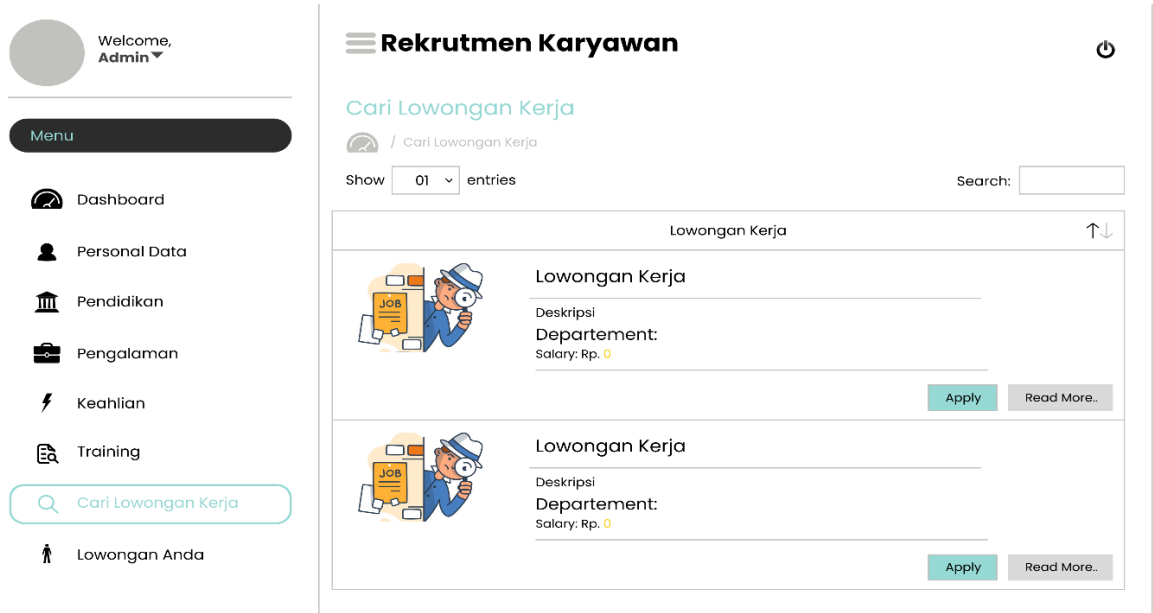 Welcome,
Admin
Menu
Dashboard
Personal Data
Pendidikan
Pengalaman
Keahlian
Training
Cari Lowongan Kerja
Lowongan Anda
Rekrutmen Karyawan
Cari Lowongan Kerja
/ Cari Lowongan Kerja
Show 01 entries
Search:
Lowongan Kerja
JOB
Lowongan Kerja
Deskripsi
Departement:
Salary: Rp. 0
Apply Read More..
JOB
Lowongan Kerja
Deskripsi
Departement:
Salary: Rp. 0
Apply Read More..